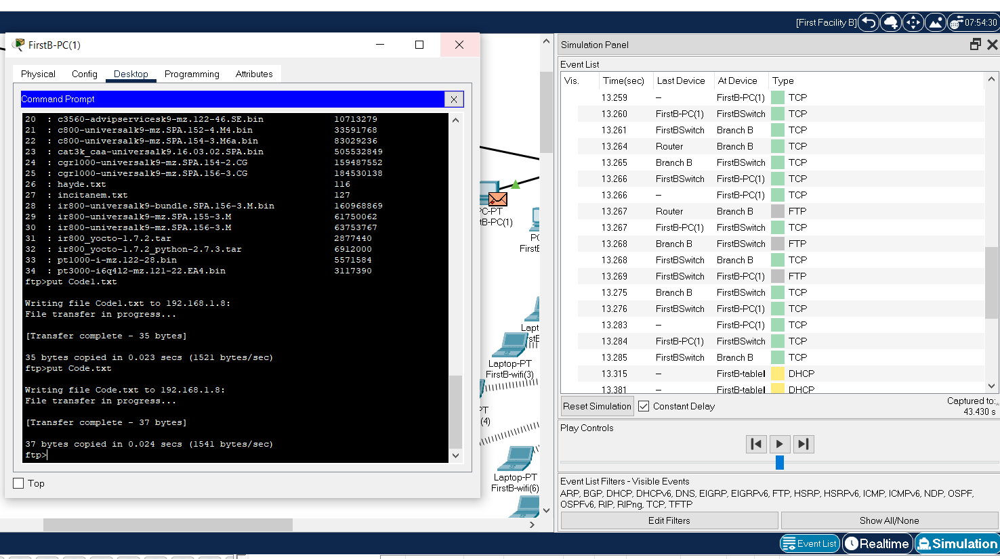 [First Facility B]
07:54:30
FirstB-PC(1)
Physical Config Desktop Programming Attributes
Command Prompt
20 : c3560-advipservicesk9-mz.122-46.SE.bin 10713279
21 : c800-universalk9-mz.SPA.152-4.M4.bin 33591768
22 : c800-universalk9-mz.SPA.154-3.M6a.bin 83029236
23 : cat3k_caa-universalk9.16.03.02.SPA.bin 505532849
24 : cgr1000-universalk9-mz.SPA.154-2.CG 159487552
25 : cgr1000-universalk9-mz.SPA.156-3.CG 184530138
26 : hayde.txt 116
27 : incitanem.txt 127
28 : ir800-universalk9-bundle.SPA.156-3.M.bin 160968869
29 : ir800-universalk9-mz.SPA.155-3.M 61750062
30 : ir800-universalk9-mz.SPA.156-3.M 63753767
31 : ir800_yocto-1.7.2.tar 2877440
32 : ir800_yocto-1.7.2_python-2.7.3.tar 6912000
33 : pt1000-i-mz.122-28.bin 5571584
34 : pt3000-i6q4l2-mz.121-22.EA4.bin 3117390
ftp>put Code1.txt
Writing file Code1.txt to 192.168.1.8:
File transfer in progress...
[Transfer complete - 35 bytes]
35 bytes copied in 0.023 secs (1521 bytes/sec)
ftp>put Code.txt
Writing file Code.txt to 192.168.1.8:
File transfer in progress...
[Transfer complete - 37 bytes]
37 bytes copied in 0.024 secs (1541 bytes/sec)
ftp>
Top
PC-PT
tB-PC(1)
PC
FirstE
Lapt
stE
Laptop-PT
FirstB-wifi(3)
PT
(4)
Laptop-PT
FirstB-wifi(6)
Simulation Panel
Event List
Vis. Time(sec) Last Device At Device Type
13.259 -- FirstB-PC(1) TCP
13.260 FirstB-PC(1) FirstBSwitch TCP
13.261 FirstBSwitch Branch B TCP
13.264 Router Branch B TCP
13.265 Branch B FirstBSwitch TCP
13.266 FirstBSwitch FirstB-PC(1) TCP
13.266 -- FirstB-PC(1) TCP
13.267 Router Branch B FTP
13.267 FirstB-PC(1) FirstBSwitch TCP
13.268 Branch B FirstBSwitch FTP
13.268 FirstBSwitch Branch B TCP
13.269 FirstBSwitch FirstB-PC(1) FTP
13.275 Branch B FirstBSwitch TCP
13.276 FirstBSwitch FirstB-PC(1) TCP
13.283 -- FirstB-PC(1) TCP
13.284 FirstB-PC(1) FirstBSwitch TCP
13.285 FirstBSwitch Branch B TCP
13.315 -- FirstB-tablel DHCP
13.381 -- FirstB-tablel DHCP
Reset Simulation Constant Delay
Captured to:
43.430 s
Play Controls
Event List Filters - Visible Events
ARP, BGP, DHCP, DHCPv6, DNS, EIGRP, EIGRPv6, FTP, HSRP, HSRPv6, ICMP, ICMPv6, NDP, OSPF,
OSPFv6, RIP, RIPng, TCP, TFTP
Edit Filters Show All/None
Event List Realtime Simulation